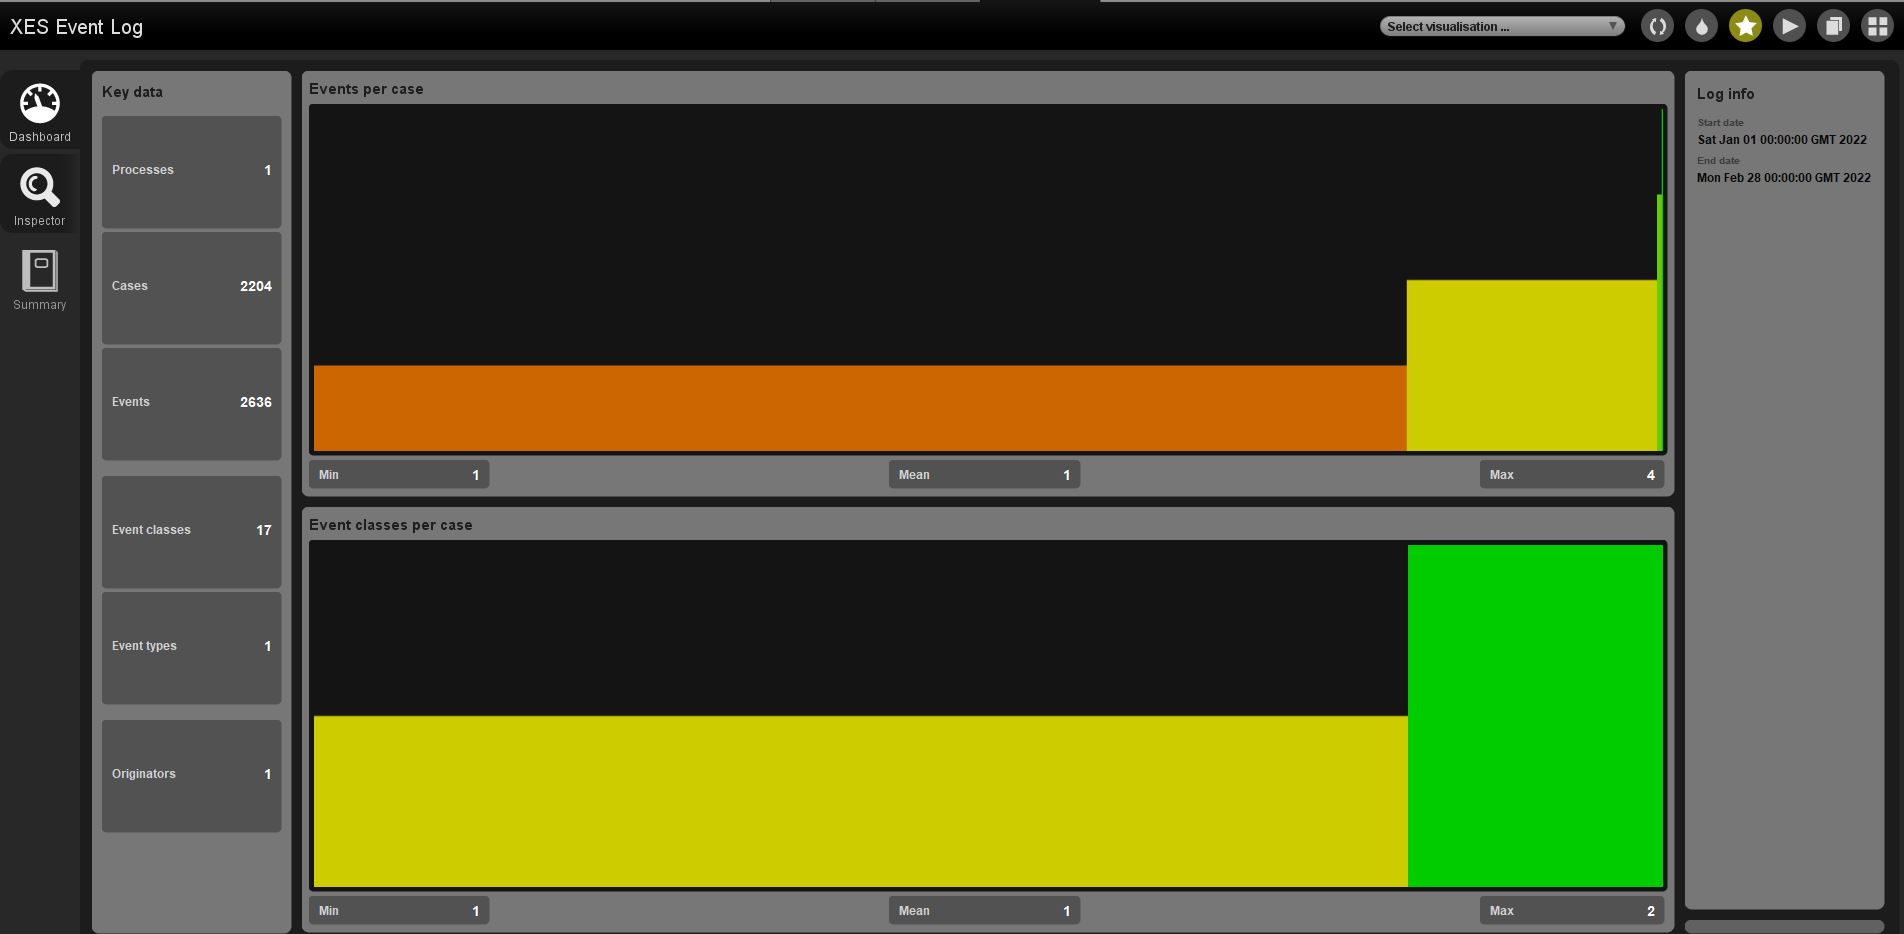 XES Event Log
Select visualisation ...
Dashboard
Inspector
Summary
Key data
Processes 1
Cases 2204
Events 2636
Event classes 17
Event types 1
Originators 1
Events per case
Min 1
Mean 1
Max 4
Event classes per case
Min 1
Mean 1
Max 2
Log info
Start date
Sat Jan 01 00:00:00 GMT 2022
End date
Mon Feb 28 00:00:00 GMT 2022